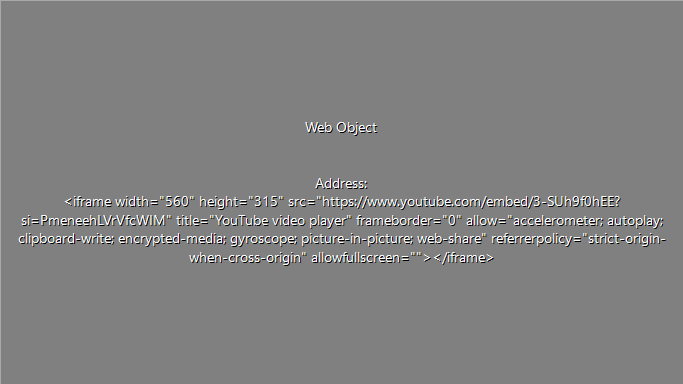 Web Object
Address:
<iframe width="560" height="315" src="https://www.youtube.com/embed/3-SUh9f0hEE?
si=PmeneehLVrVfcWIM" title="YouTube video player" frameborder="0" allow="accelerometer; autoplay;
clipboard-write; encrypted-media; gyroscope; picture-in-picture; web-share" referrerpolicy="strict-origin-
when-cross-origin" allowfullscreen=""></iframe>